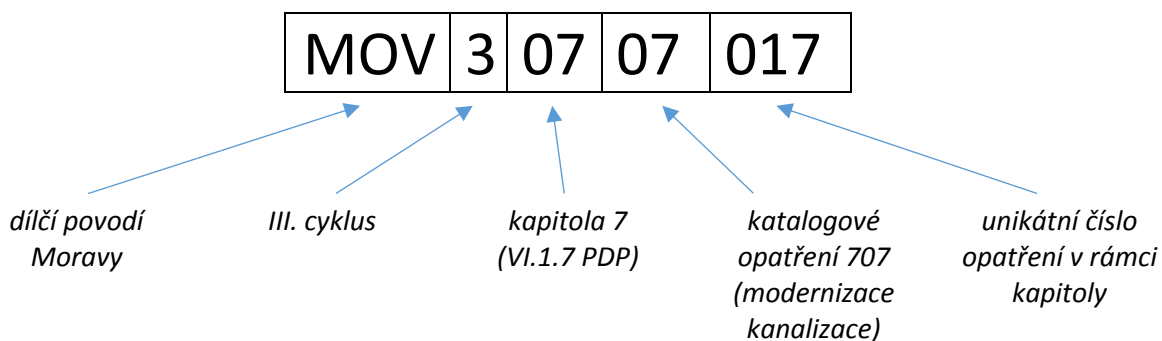 MOV 3 07 07 017
dílčí povodí
Moravy
III. cyklus
kapitola 7
(VI.1.7 PDP)
katalogové
opatření 707
(modernizace
kanalizace)
unikátní číslo
opatření v rámci
kapitoly